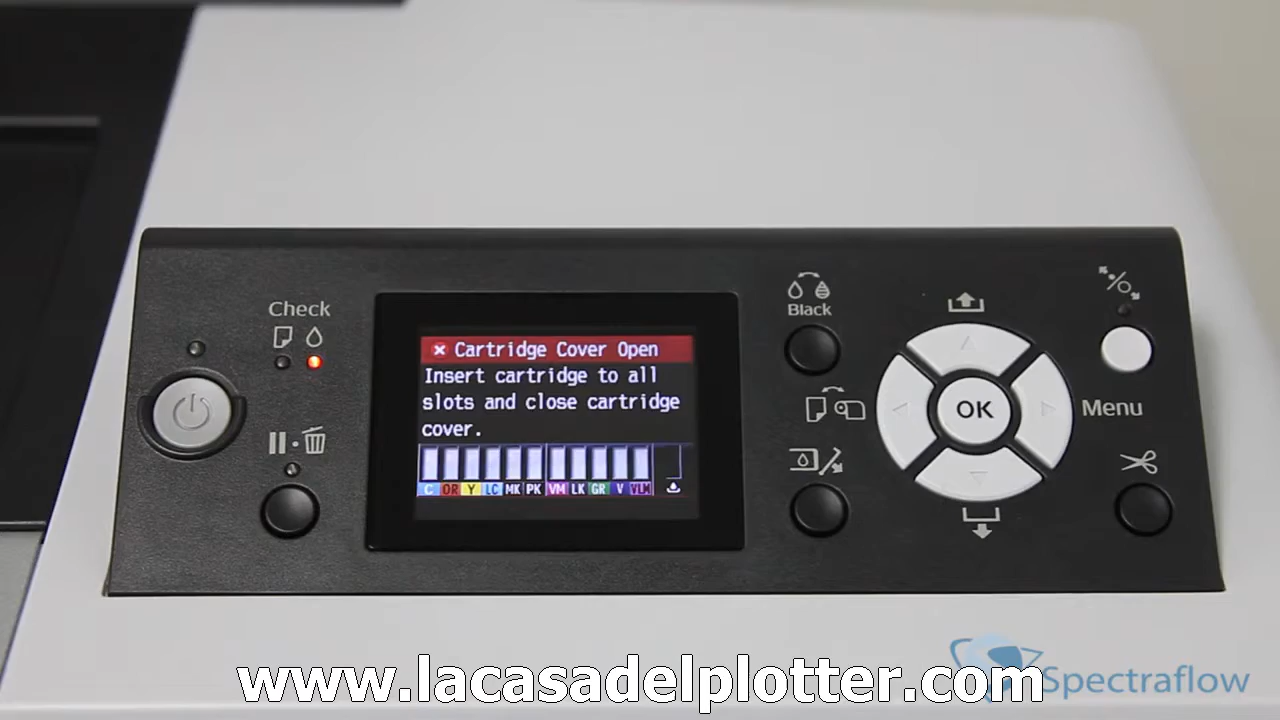 Check
Cartridge Cover Open
Insert cartridge to all
slots and close cartridge
cover.
C OR Y LC MK PK VM LK GR V VLM
Black
OK
Menu
www.lacasadelplotter.com
Spectraflow